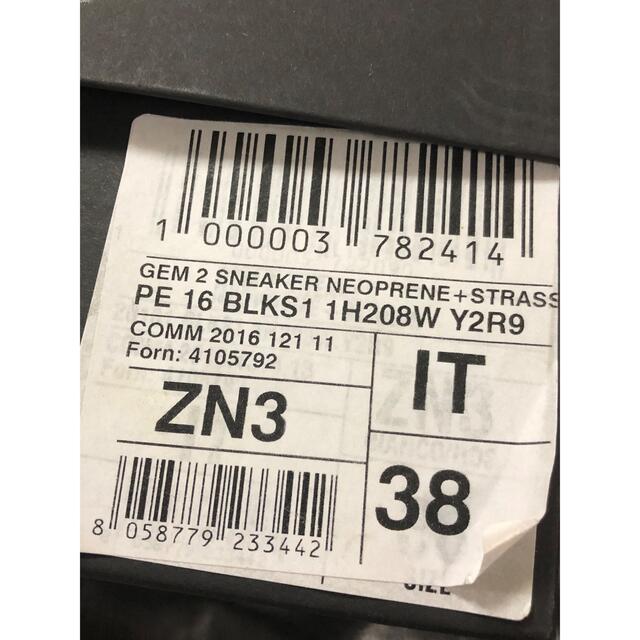 1 000003 782414
GEM 2 SNEAKER NEOPRENE+STRASS
PE 16 BLKS1 1H208W Y2R9
COMM 2016 121 11
Forn: 4105792
IT
ZN3
38
8 058779 233442
SIZE